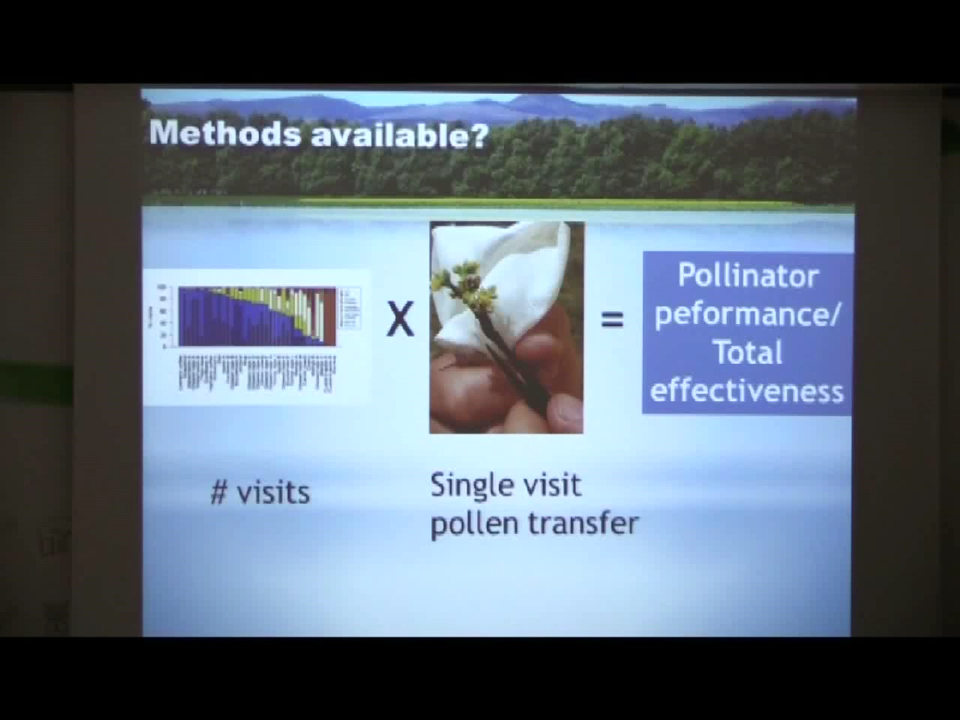 Methods available?
X
=
Pollinator
peformance/
Total
effectiveness
# visits
Single visit
pollen transfer